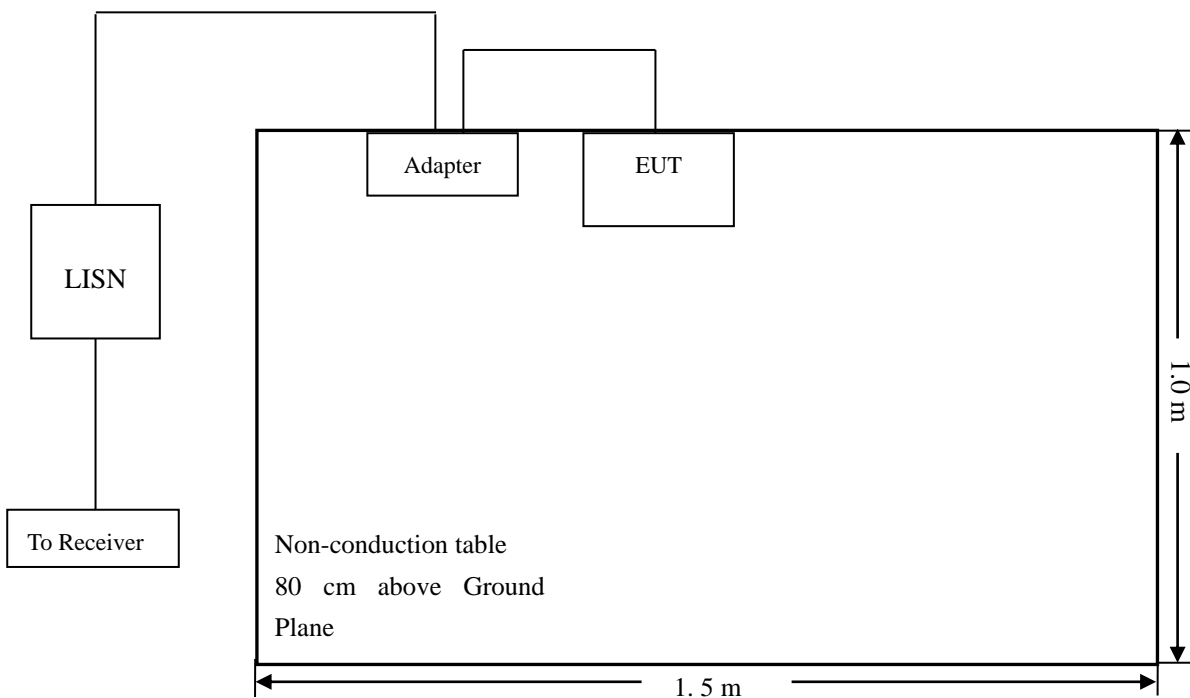 Adapter
EUT
LISN
1.0 m
To Receiver
Non-conduction table
80 cm above Ground
Plane
1. 5 m